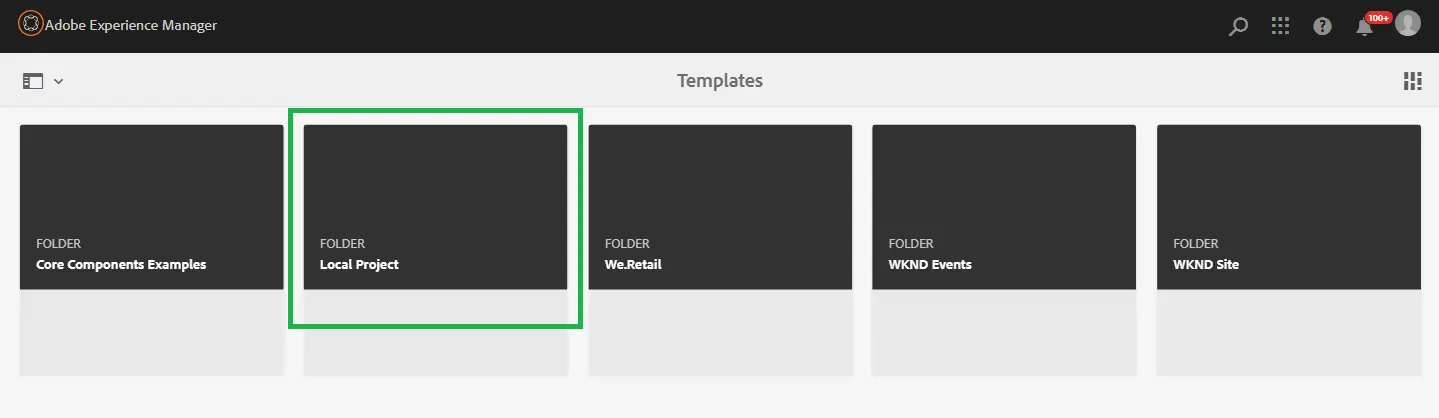 Adobe Experience Manager
?
100+
Templates
FOLDER
Core Components Examples
FOLDER
Local Project
FOLDER
We.Retail
FOLDER
WKND Events
FOLDER
WKND Site